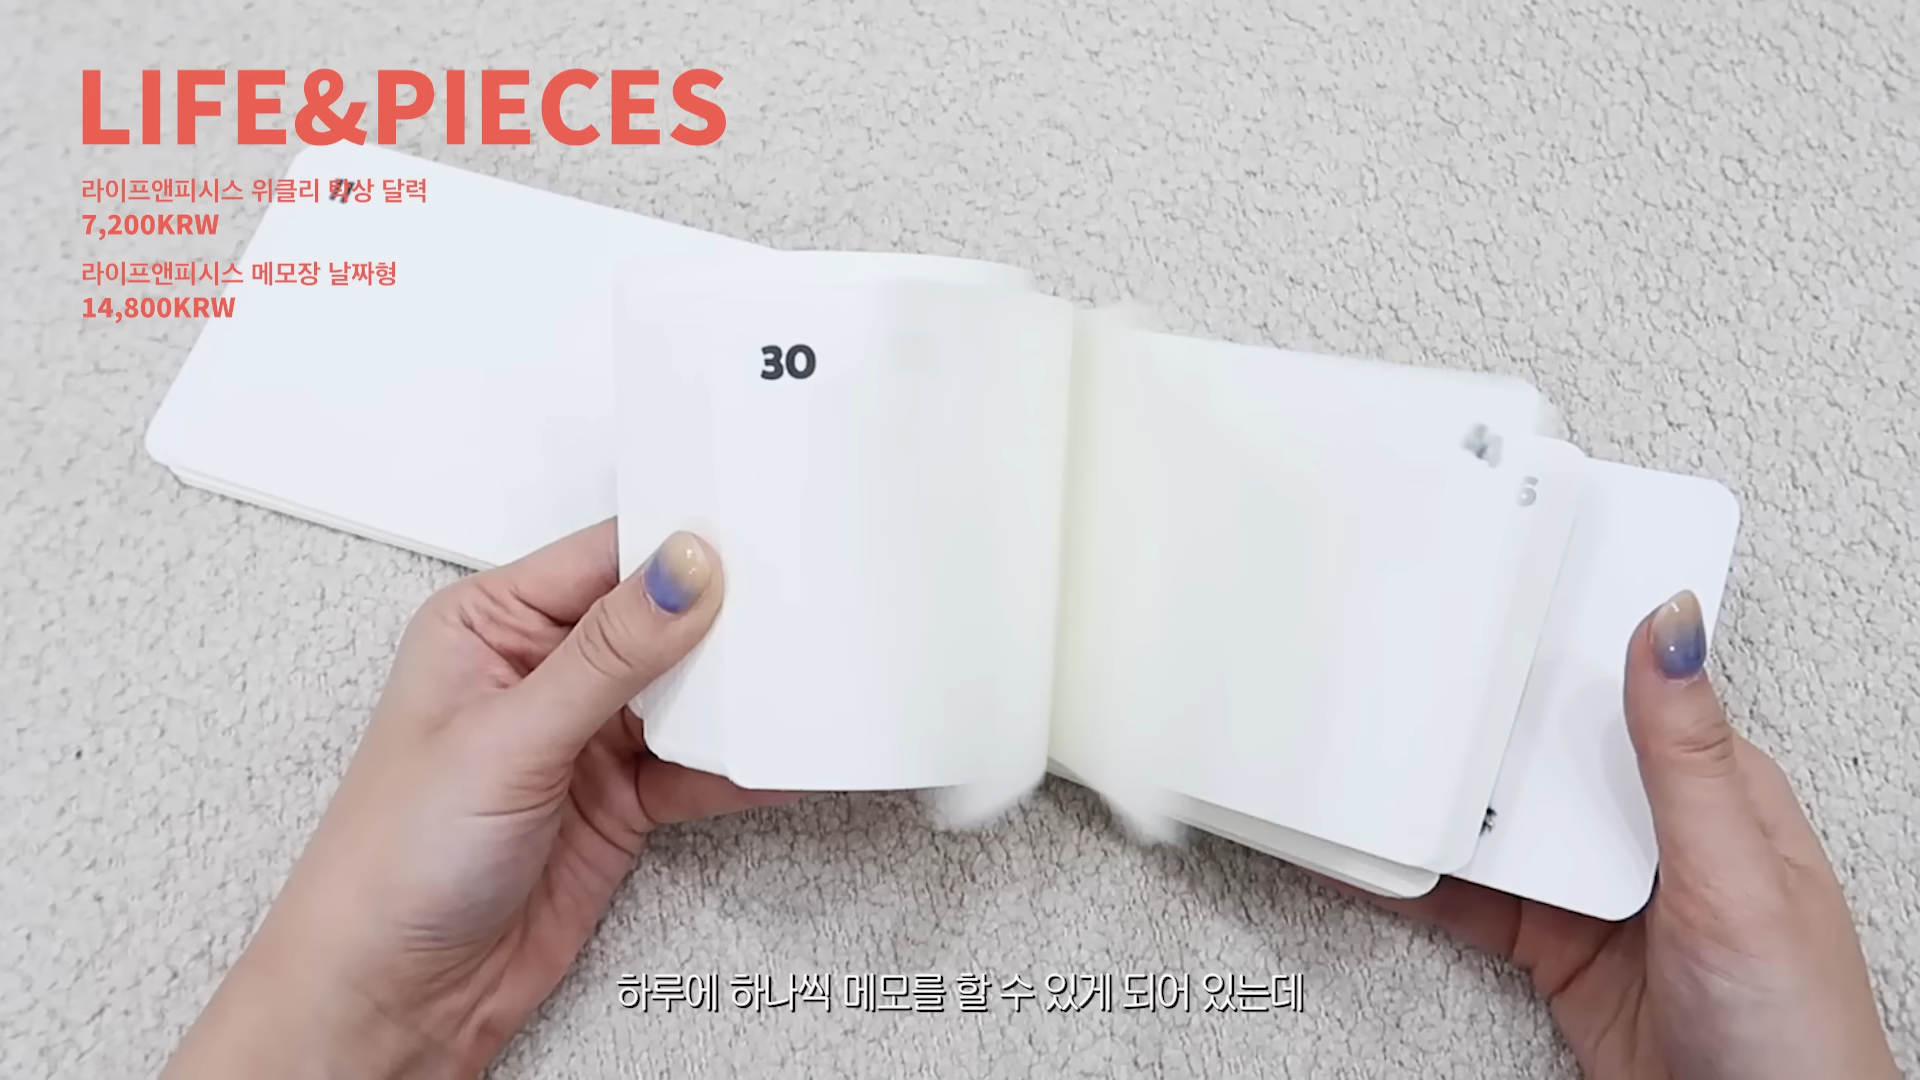 LIFE&PIECES
라이프앤피시스 위클리 탁상 달력
7,200KRW
라이프앤피시스 메모장 날짜형
14,800KRW
30
6
하루에 하나씩 메모를 할 수 있게 되어 있는데